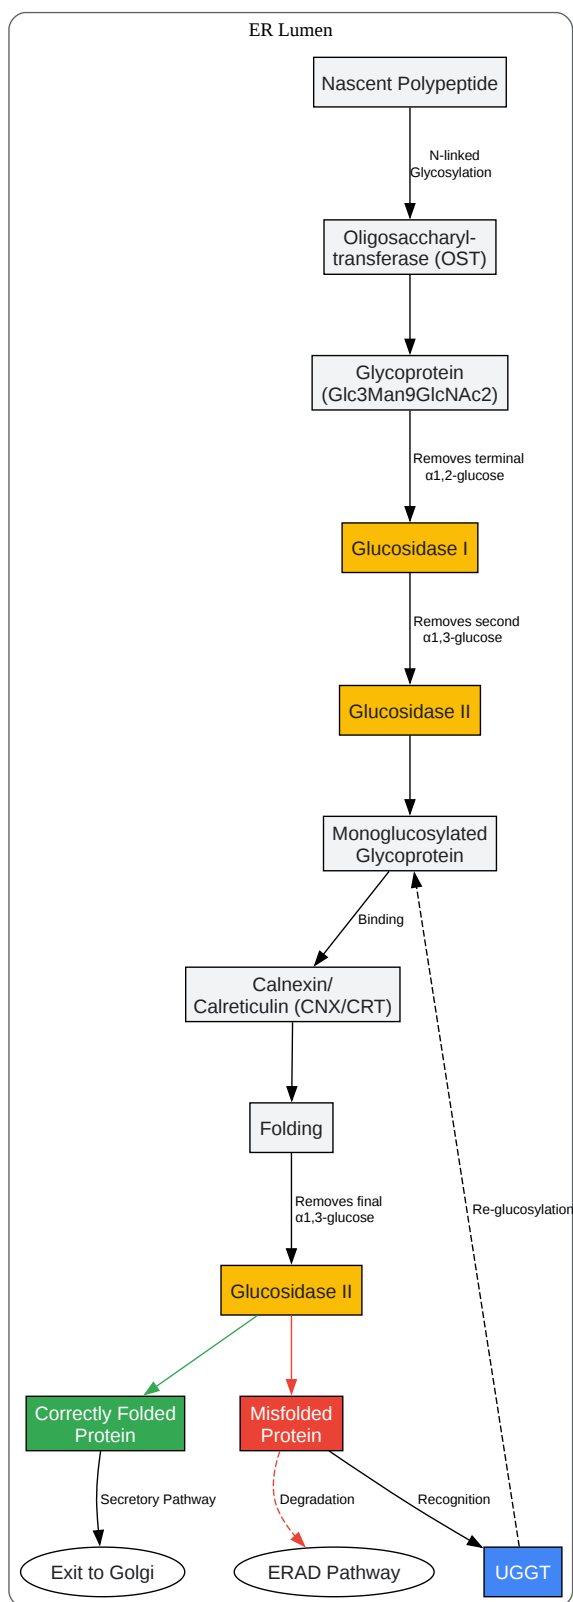 ER Lumen
Nascent Polypeptide
N-linked
Glycosylation
Oligosaccharyl-
transferase (OST)
Glycoprotein
(Glc3Man9GlcNAc2)
Removes terminal
α1,2-glucose
Glucosidase I
Removes second
α1,3-glucose
Glucosidase II
Monoglucosylated
Glycoprotein
Binding
Calnexin/
Calreticulin (CNX/CRT)
Folding
Removes final
α1,3-glucose
Re-glucosylation
Glucosidase II
Correctly Folded
Protein
Misfolded
Protein
Secretory Pathway
Degradation
Recognition
Exit to Golgi
ERAD Pathway
UGGT